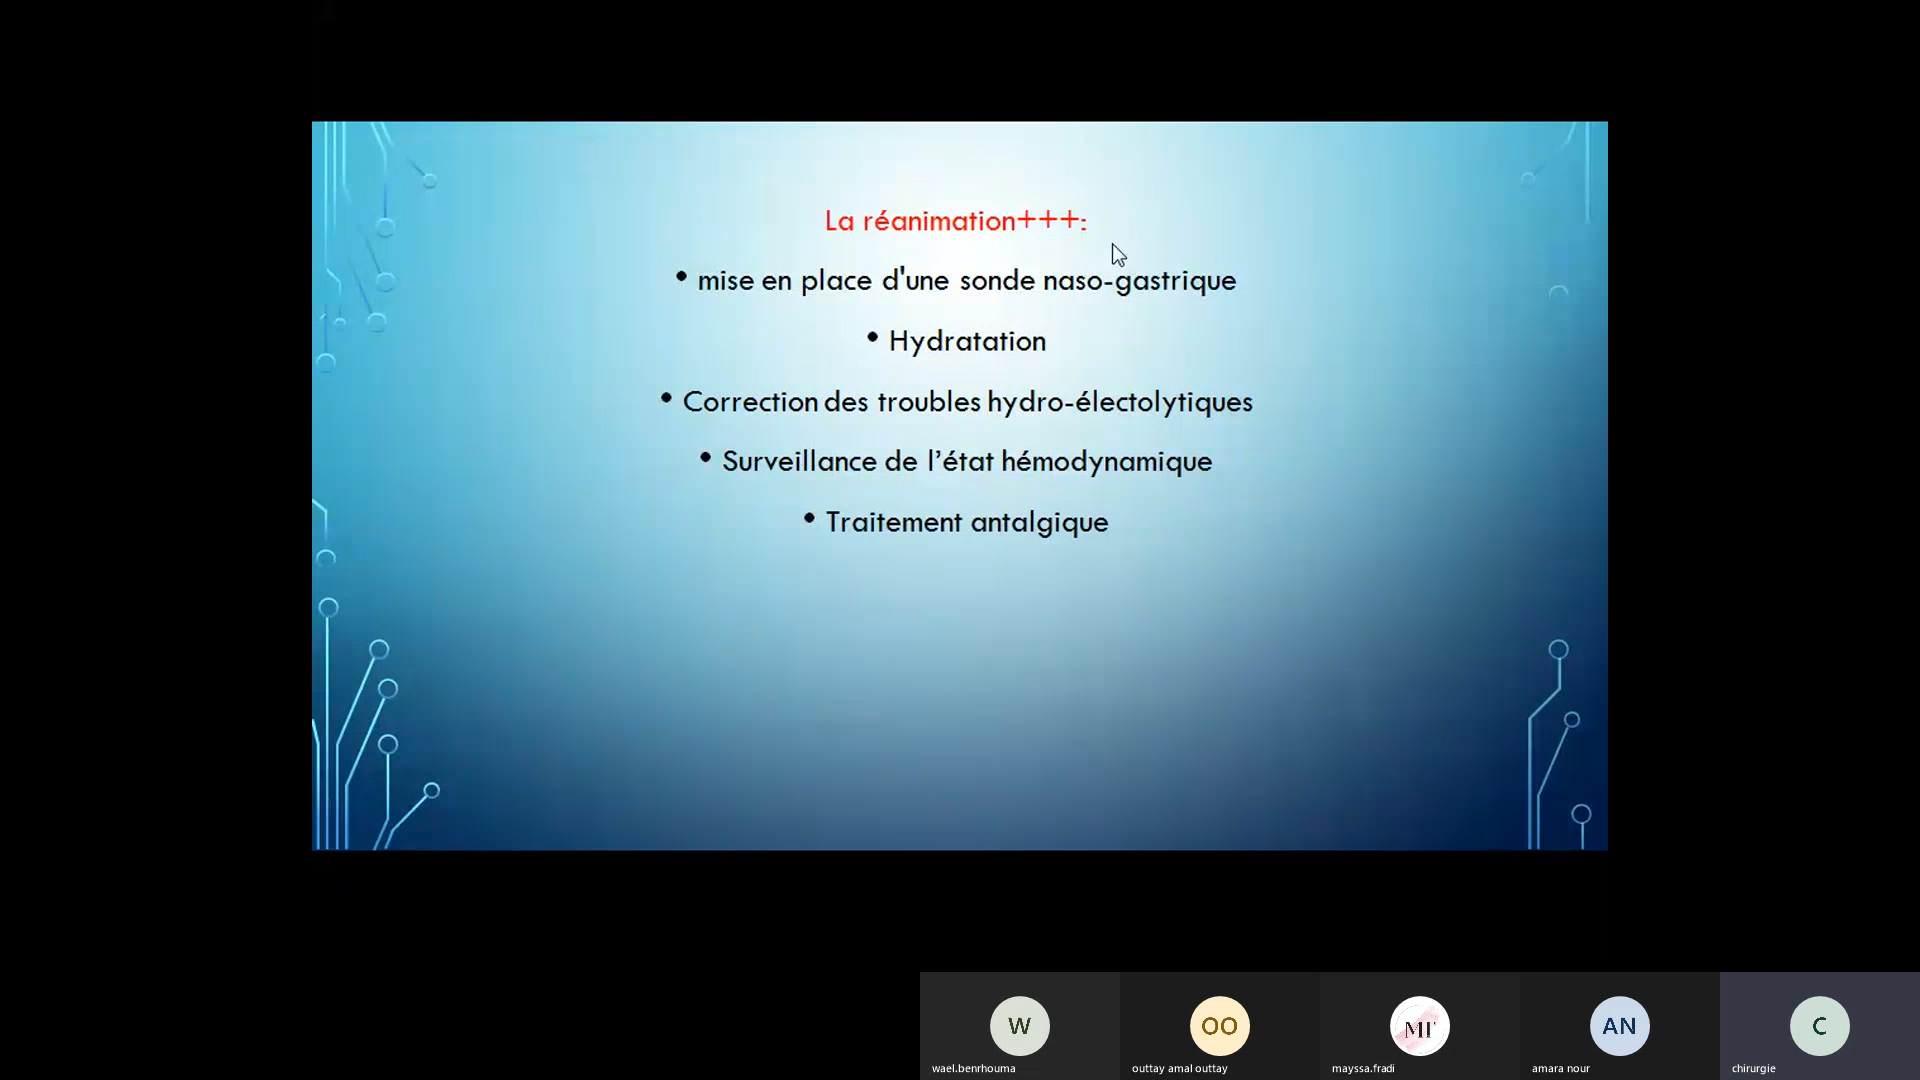 La réanimation+++:
• mise en place d'une sonde naso-gastrique
• Hydratation
• Correction des troubles hydro-électolytiques
• Surveillance de l’état hémodynamique
• Traitement antalgique
W
OO
MF
AN
C
wael.benrhouma
outtay amal outtay
mayssa.fradi
amara nour
chirurgie